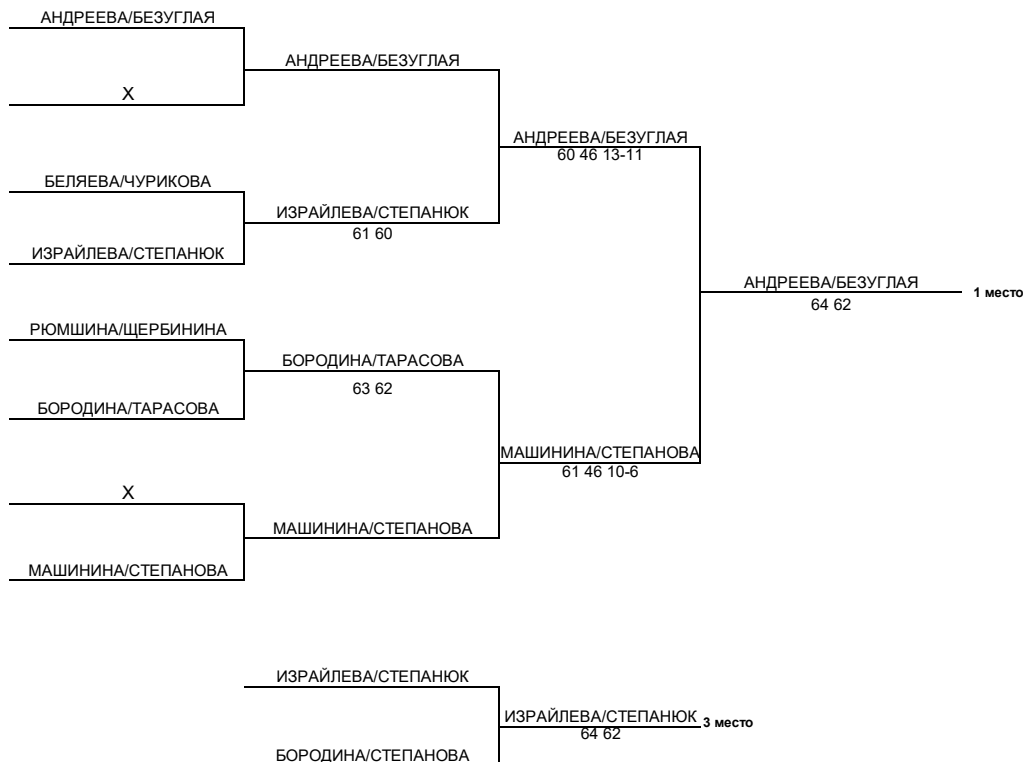 АНДРЕЕВА/БЕЗУГЛАЯ
АНДРЕЕВА/БЕЗУГЛАЯ
X
АНДРЕЕВА/БЕЗУГЛАЯ
60 46 13-11
БЕЛЯЕВА/ЧУРИКОВА
ИЗРАЙЛЕВА/СТЕПАНЮК
61 60
ИЗРАЙЛЕВА/СТЕПАНЮК
АНДРЕЕВА/БЕЗУГЛАЯ
1 место
64 62
РЮМШИНА/ЩЕРБИНИНА
БОРОДИНА/ТАРАСОВА
63 62
БОРОДИНА/ТАРАСОВА
МАШИНИНА/СТЕПАНОВА
61 46 10-6
X
МАШИНИНА/СТЕПАНОВА
МАШИНИНА/СТЕПАНОВА
ИЗРАЙЛЕВА/СТЕПАНЮК
ИЗРАЙЛЕВА/СТЕПАНЮК
3 место
64 62
БОРОДИНА/СТЕПАНОВА